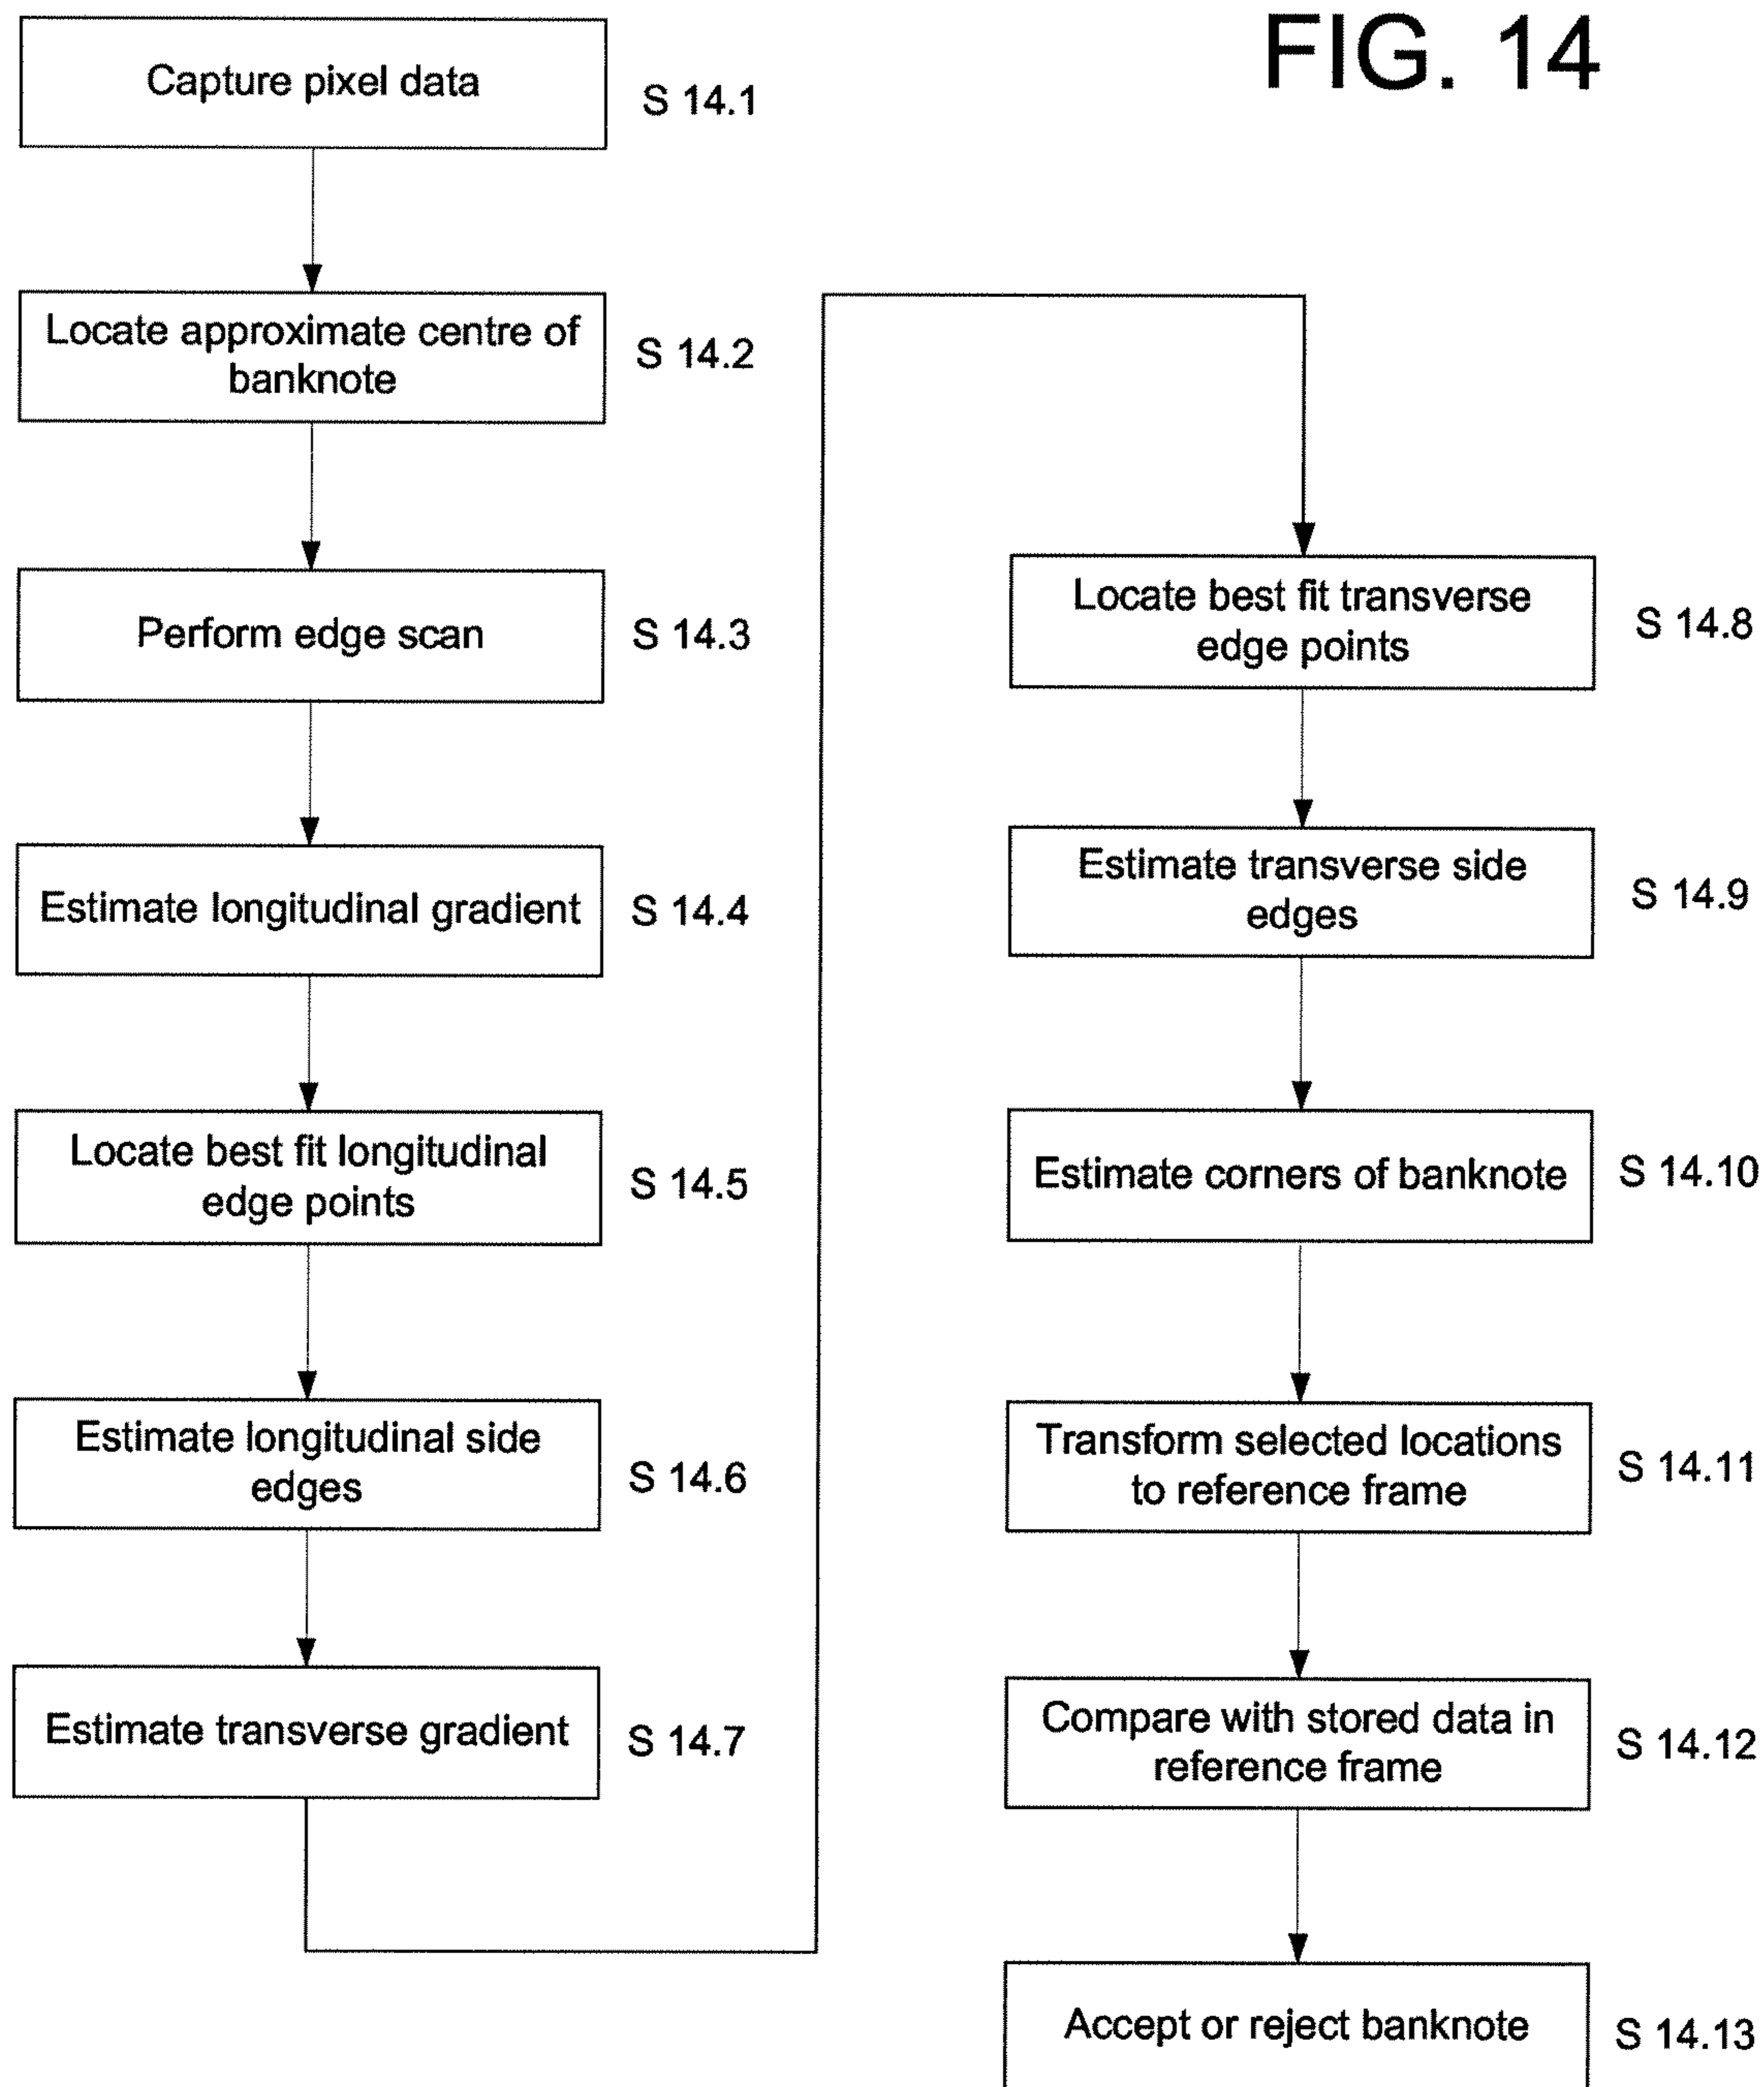 FIG. 14
Capture pixel data
S 14.1
Locate approximate centre of
banknote
S 14.2
Perform edge scan
S 14.3
Estimate longitudinal gradient
S 14.4
Locate best fit longitudinal
edge points
S 14.5
Estimate longitudinal side
edges
S 14.6
Estimate transverse gradient
S 14.7
Locate best fit transverse
edge points
S 14.8
Estimate transverse side
edges
S 14.9
Estimate corners of banknote
S 14.10
Transform selected locations
to reference frame
S 14.11
Compare with stored data in
reference frame
S 14.12
Accept or reject banknote
S 14.13